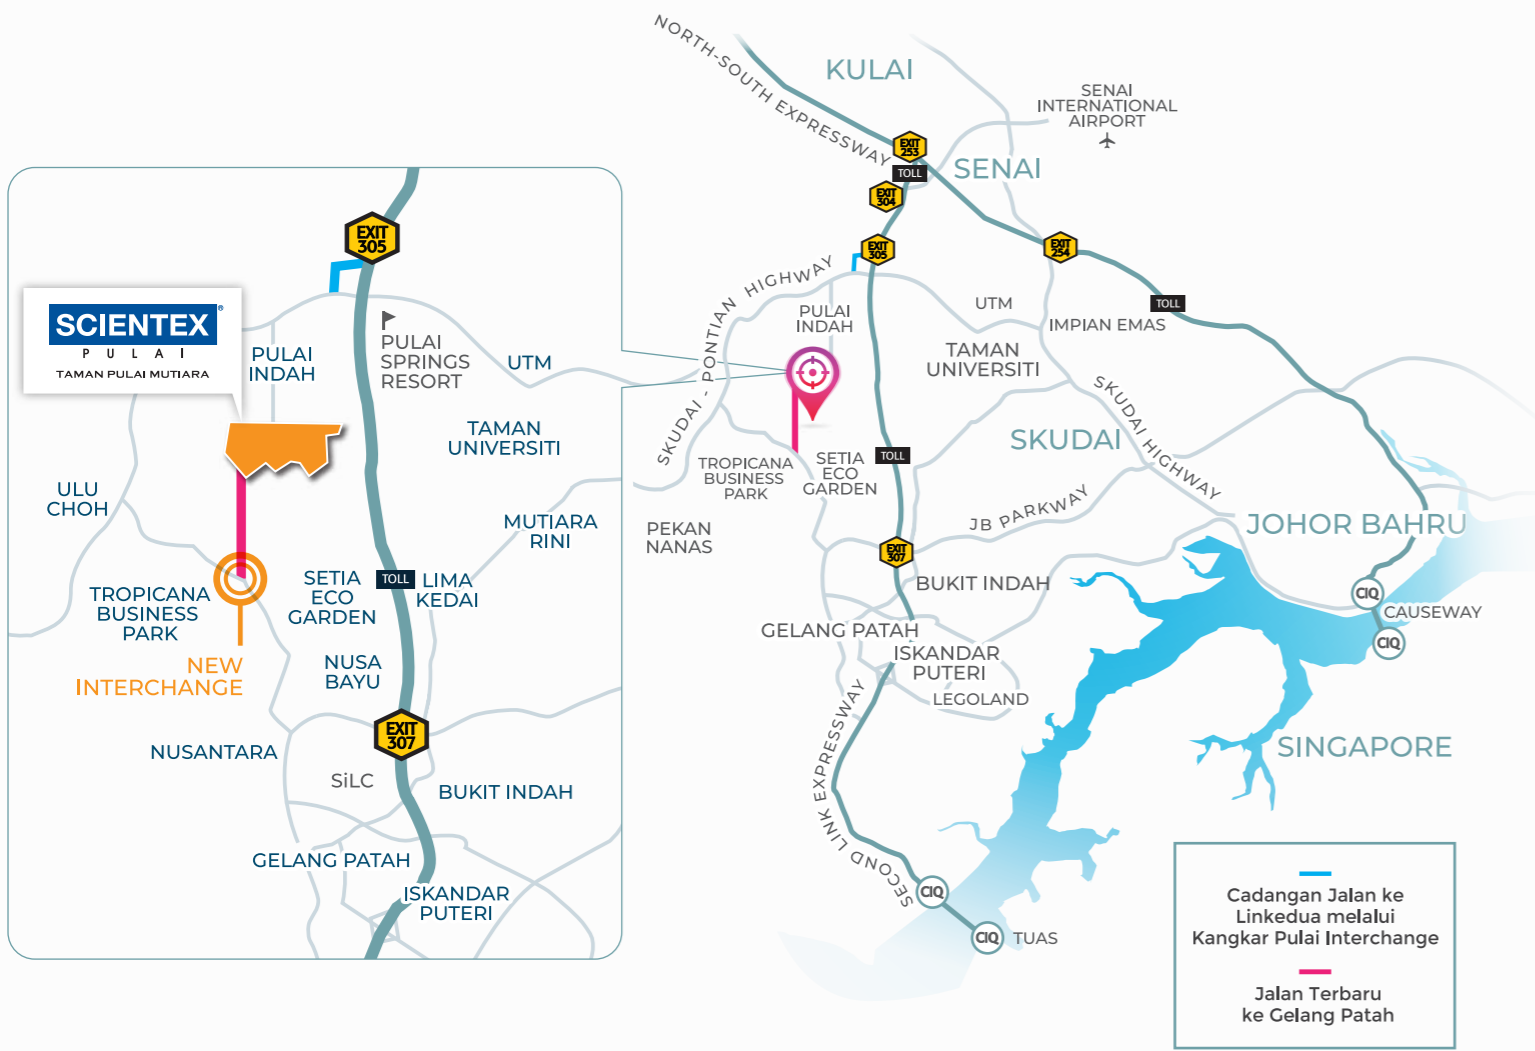 EXIT
305
SCIENTEX®
PULAI
TAMAN PULAI MUTIARA
PULAI
INDAH
PULAI
SPRINGS
RESORT
UTM
TAMAN
UNIVERSITI
ULU
CHOH
MUTIARA
RINI
TROPICANA
BUSINESS
PARK
SETIA
ECO
GARDEN
TOLL
LIMA
KEDAI
NEW
INTERCHANGE
NUSA
BAYU
EXIT
307
NUSANTARA
SiLC
BUKIT INDAH
GELANG PATAH
ISKANDAR
PUTERI
NORTH-SOUTH EXPRESSWAY
KULAI
SENAI
INTERNATIONAL
AIRPORT
EXIT
253
TOLL
SENAI
EXIT
304
EXIT
305
EXIT
254
SKUDAI - PONTIAN HIGHWAY
PULAI
INDAH
UTM
TOLL
IMPIAN EMAS
TAMAN
UNIVERSITI
SKUDAI HIGHWAY
SKUDAI
TROPICANA
BUSINESS
PARK
SETIA
ECO
GARDEN
TOLL
JB PARKWAY
PEKAN
NANAS
JOHOR BAHRU
EXIT
307
BUKIT INDAH
CIQ
CAUSEWAY
CIQ
GELANG PATAH
ISKANDAR
PUTERI
LEGOLAND
SECOND LINK EXPRESSWAY
SINGAPORE
CIQ
CIQ
TUAS
Cadangan Jalan ke
Linkedua melalui
Kangkar Pulai Interchange
Jalan Terbaru
ke Gelang Patah